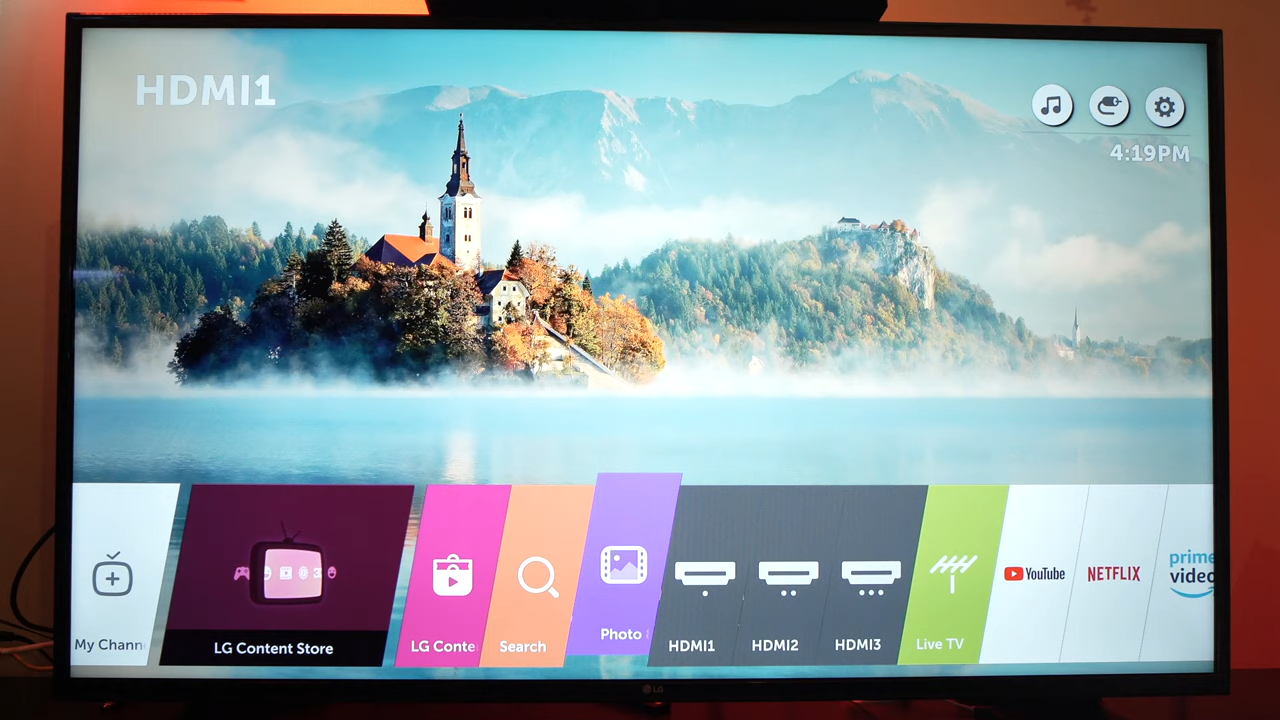 HDMI1
4:19PM
My Chann
LG Content Store
LG Conte
Search
Photo
HDMI1
HDMI2
HDMI3
Live TV
YouTube
NETFLIX
prime
video
LG